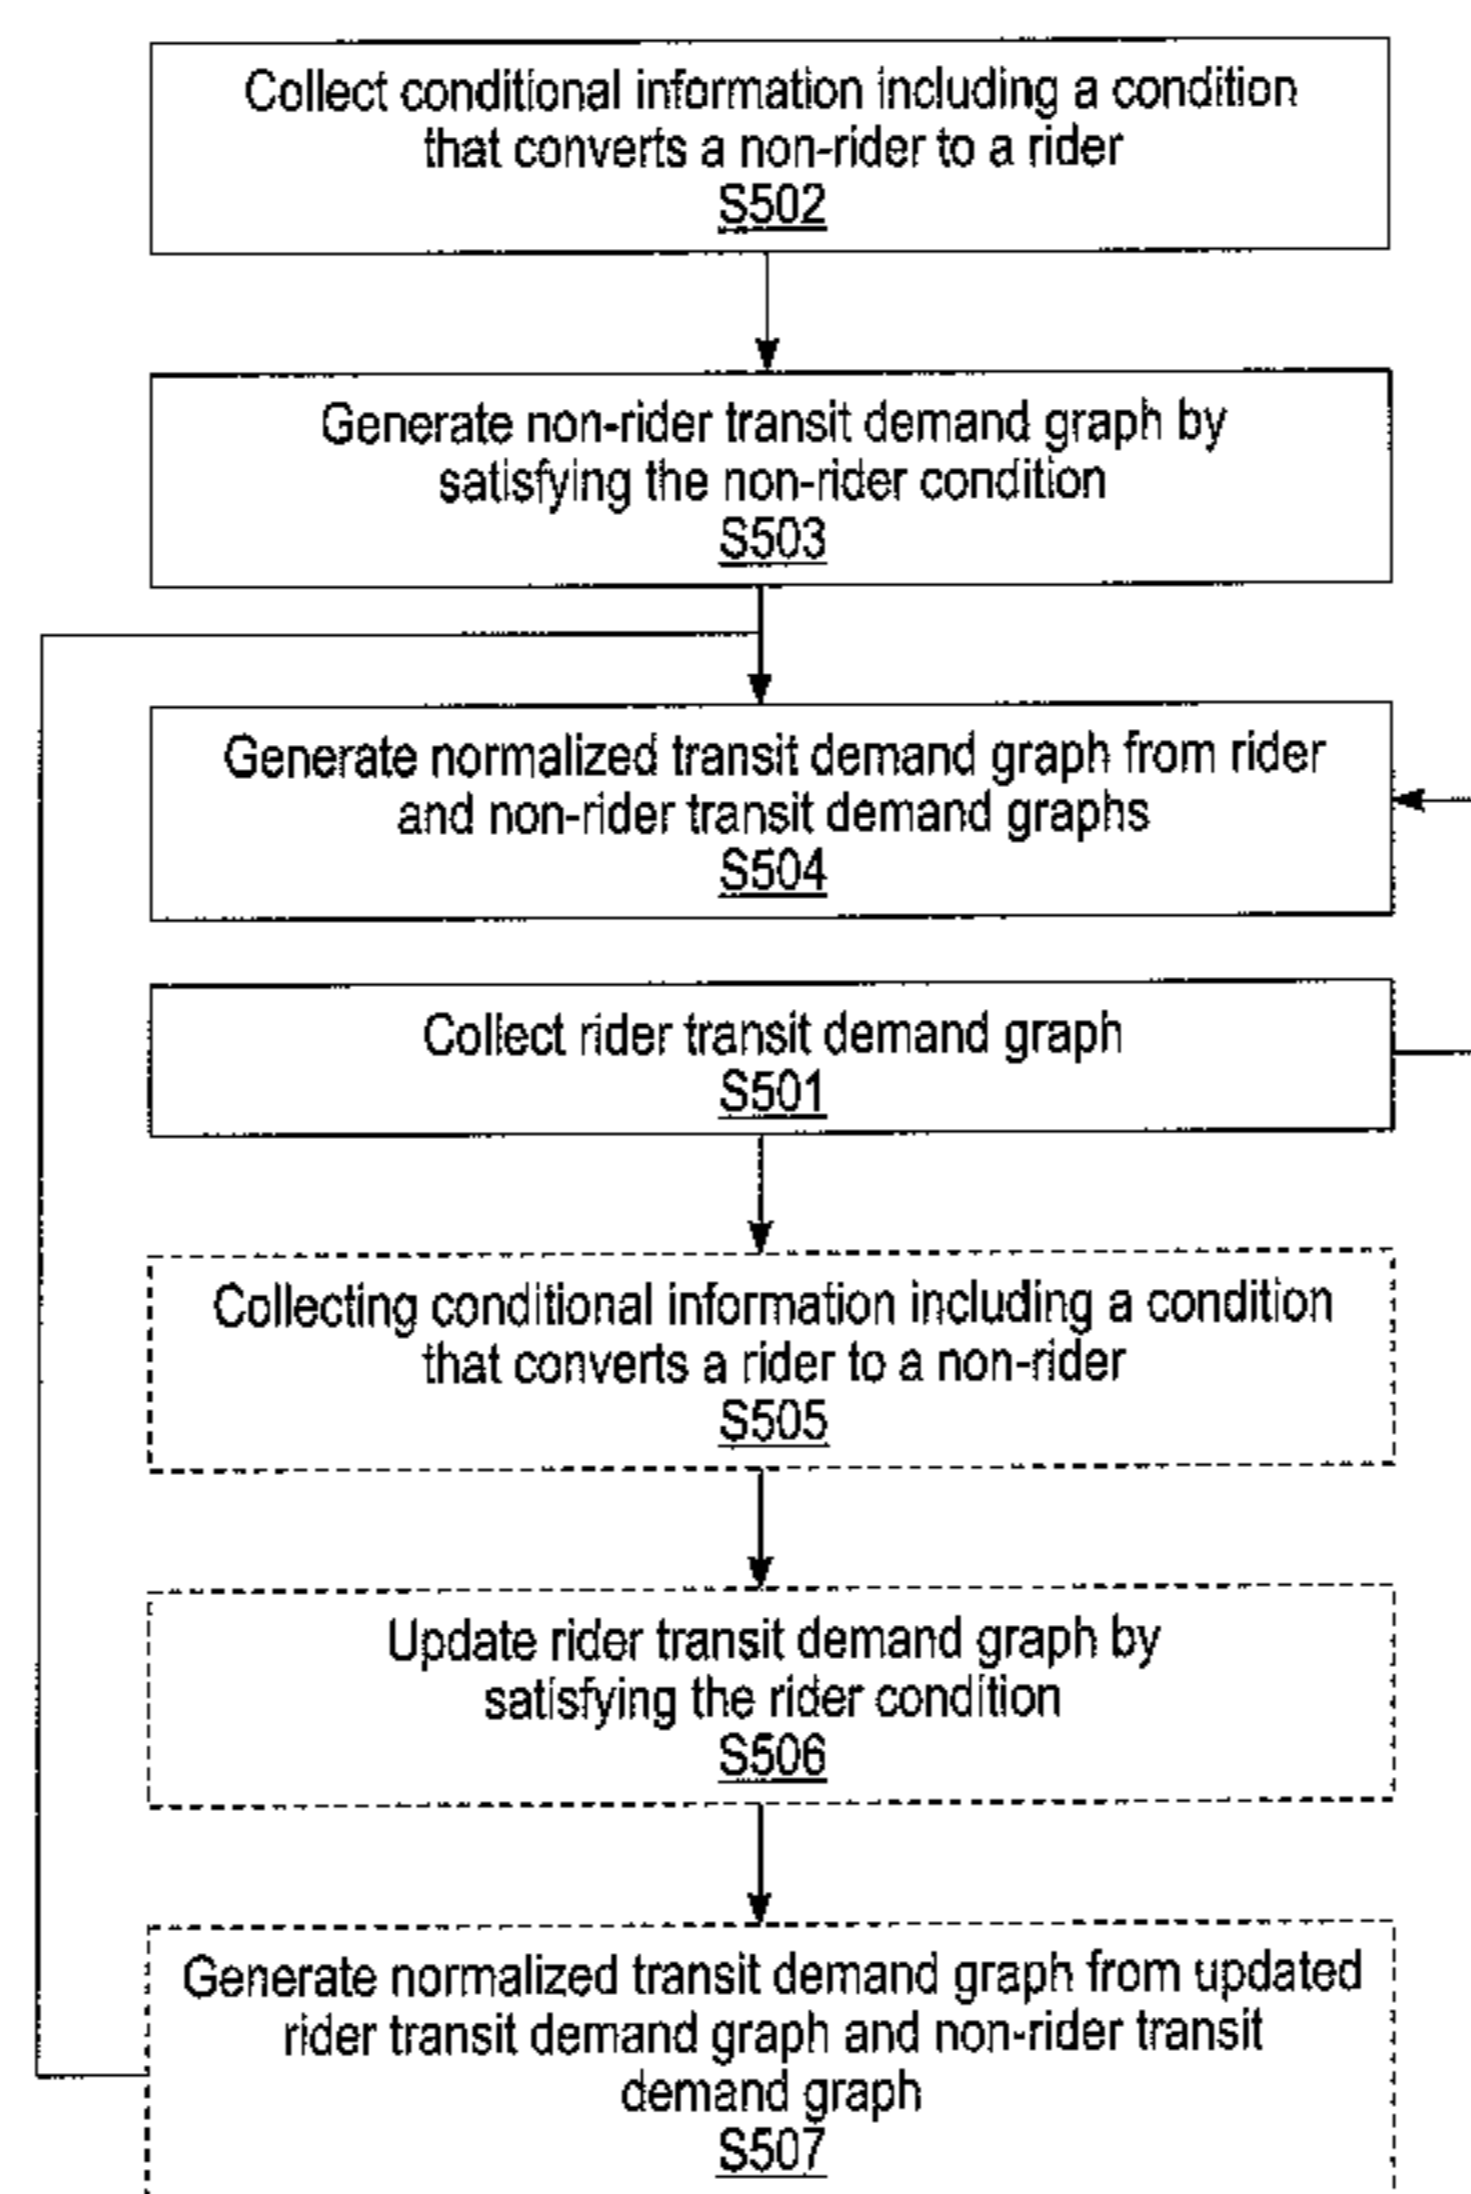 Collect conditional information including a condition
that converts a non-rider to a rider
S502
Generate non-rider transit demand graph by
satisfying the non-rider condition
S503
Generate normalized transit demand graph from rider
and non-rider transit demand graphs
S504
Collect rider transit demand graph
S501
Collecting conditional information including a condition
that converts a rider to a non-rider
S505
Update rider transit demand graph by
satisfying the rider condition
S506
Generate normalized transit demand graph from updated
rider transit demand graph and non-rider transit
demand graph
S507